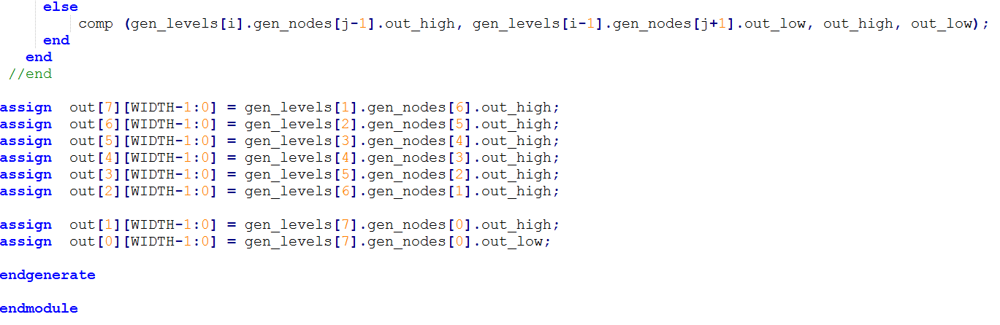 else
comp (gen_levels[i].gen_nodes[j-1].out_high, gen_levels[i-1].gen_nodes[j+1].out_low, out_high, out_low);
end
end
//end
assign  out[7][WIDTH-1:0] = gen_levels[1].gen_nodes[6].out_high;
assign  out[6][WIDTH-1:0] = gen_levels[2].gen_nodes[5].out_high;
assign  out[5][WIDTH-1:0] = gen_levels[3].gen_nodes[4].out_high;
assign  out[4][WIDTH-1:0] = gen_levels[4].gen_nodes[3].out_high;
assign  out[3][WIDTH-1:0] = gen_levels[5].gen_nodes[2].out_high;
assign  out[2][WIDTH-1:0] = gen_levels[6].gen_nodes[1].out_high;
assign  out[1][WIDTH-1:0] = gen_levels[7].gen_nodes[0].out_high;
assign  out[0][WIDTH-1:0] = gen_levels[7].gen_nodes[0].out_low;
endgenerate
endmodule